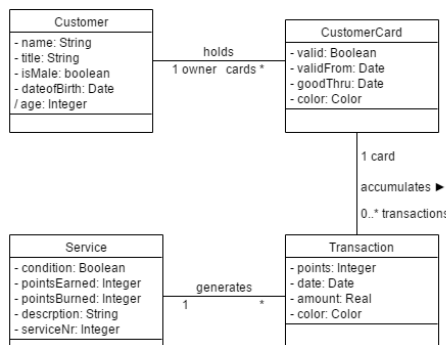 Customer
- name: String
- title: String
- isMale: boolean
- dateofBirth: Date
/ age: Integer
holds
1 owner cards *
CustomerCard
- valid: Boolean
- validFrom: Date
- goodThru: Date
- color: Color
1 card
accumulates ►
0..* transactions
Service
- condition: Boolean
- pointsEarned: Integer
- pointsBurned: Integer
- descrption: String
- serviceNr: Integer
generates
1 *
Transaction
- points: Integer
- date: Date
- amount: Real
- color: Color